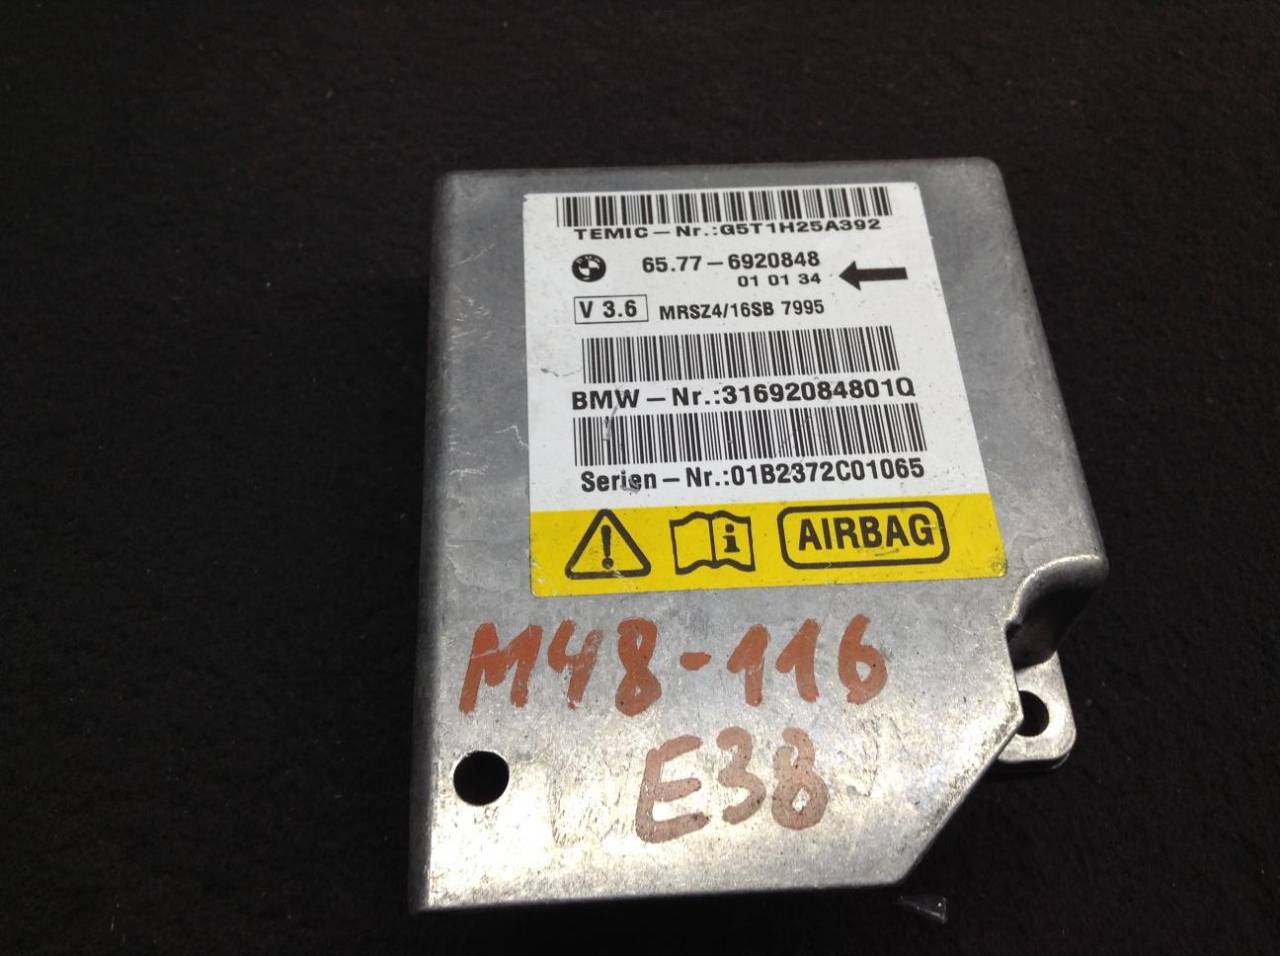 TEMIC-Nr.:G5T1H25A392
65.77-6920848
01 01 34
V 3.6 MRSZ4/16SB 7995
BMW-Nr.:31692084801Q
Serien-Nr.:01B2372C01065
AIRBAG
M48-116
E38